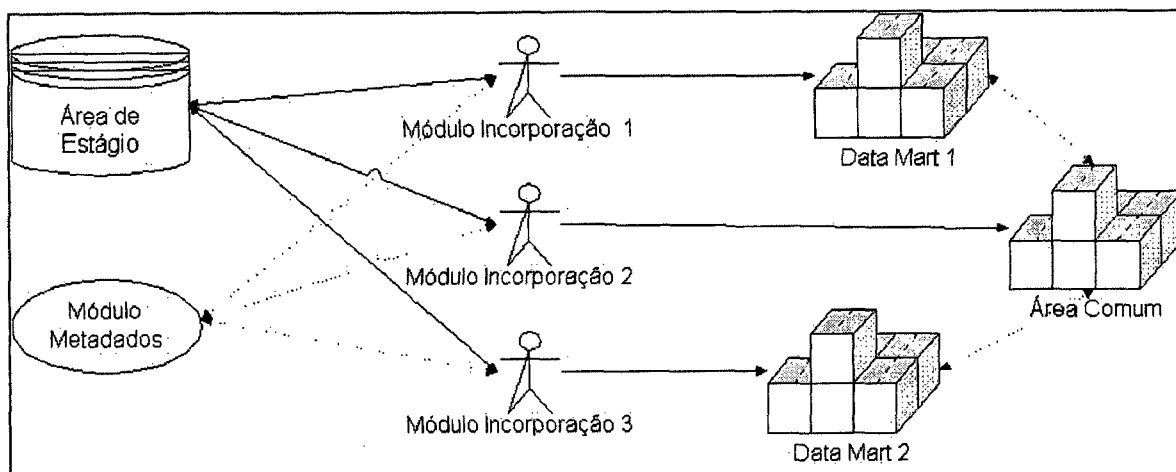 Área de
Estágio
Módulo Incorporação 1
Data Mart 1
Módulo Incorporação 2
Área Comum
Módulo
Metadados
Módulo Incorporação 3
Data Mart 2